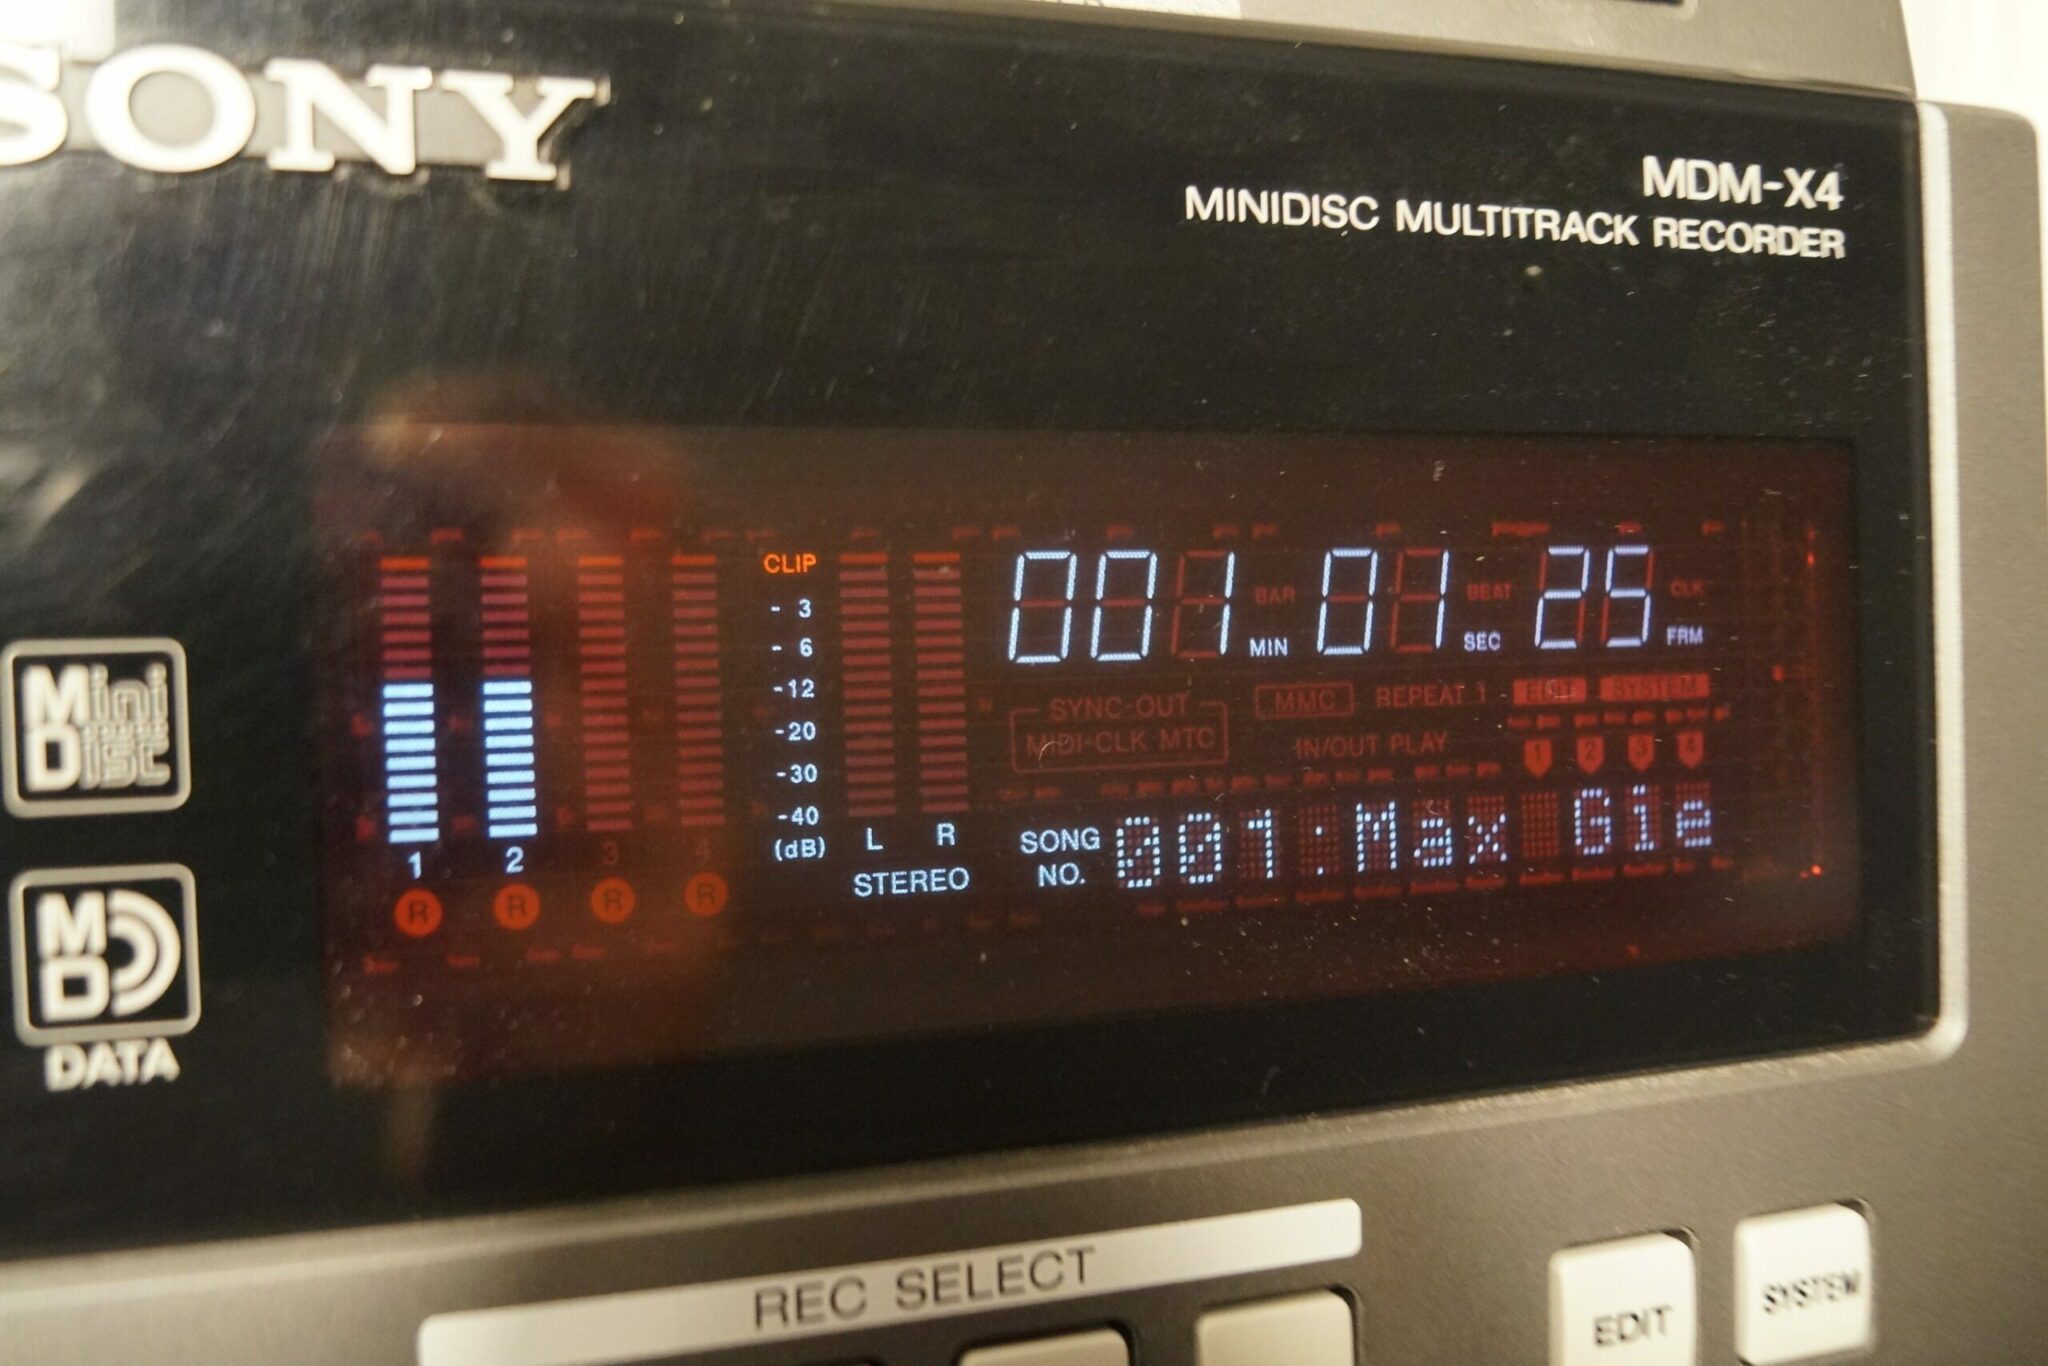 SONY
MDM-X4
MINIDISC MULTITRACK RECORDER
Mini Disc
MD DATA
CLIP
- 3
- 6
-12
-20
-30
-40
(dB)
1 2 3 4
R R R R
L R
STEREO
001 BAR MIN 01 BEAT SEC 25 CLK FRM
SYNC-OUT
MIDI-CLK MTC
MMC REPEAT 1 EDIT SYSTEM
IN/OUT PLAY 1 2 3 4
SONG NO. 001:Max Gie
REC SELECT
EDIT
SYSTEM